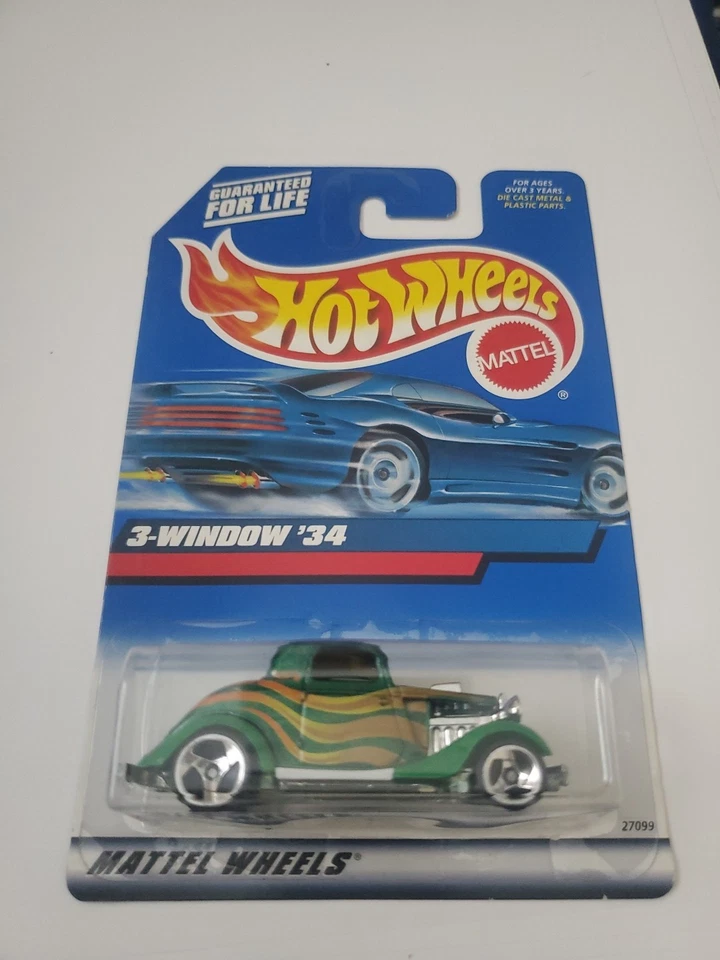 GUARANTEED
FOR LIFE
FOR AGES
OVER 3 YEARS.
DIE CAST METAL &
PLASTIC PARTS.
HOT WHEELS
MATTEL
®
3-WINDOW '34
27099
MATTEL WHEELS®